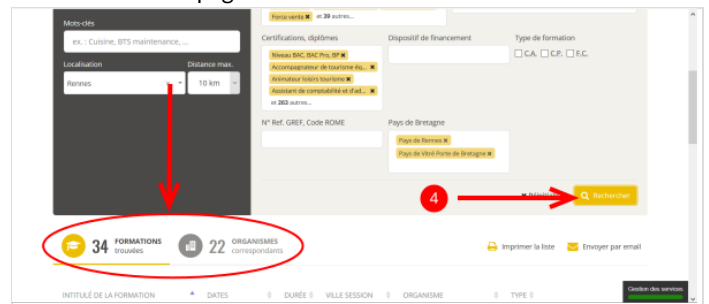 Force vente ✖ et 39 autres...
Mots-clés
ex. : Cuisine, BTS maintenance, ...
Localisation
Distance max.
Rennes
10 km
Certifications, diplômes
Niveau BAC, BAC Pro, BP ✖
Accompagnateur de tourisme éq... ✖
Animateur loisirs tourisme ✖
Assistant de comptabilité et d'ad... ✖
et 263 autres...
Dispositif de financement
Type de formation
C.A. C.P. F.C.
N° Ref. GREF, Code ROME
Pays de Bretagne
Pays de Rennes ✖
Pays de Vitré Porte de Bretagne ✖
4
Rechercher
34 FORMATIONS
trouvées
22 ORGANISMES
correspondants
Imprimer la liste
Envoyer par email
INTITULÉ DE LA FORMATION
DATES
DURÉE
VILLE SESSION
ORGANISME
TYPE
Gestion des services